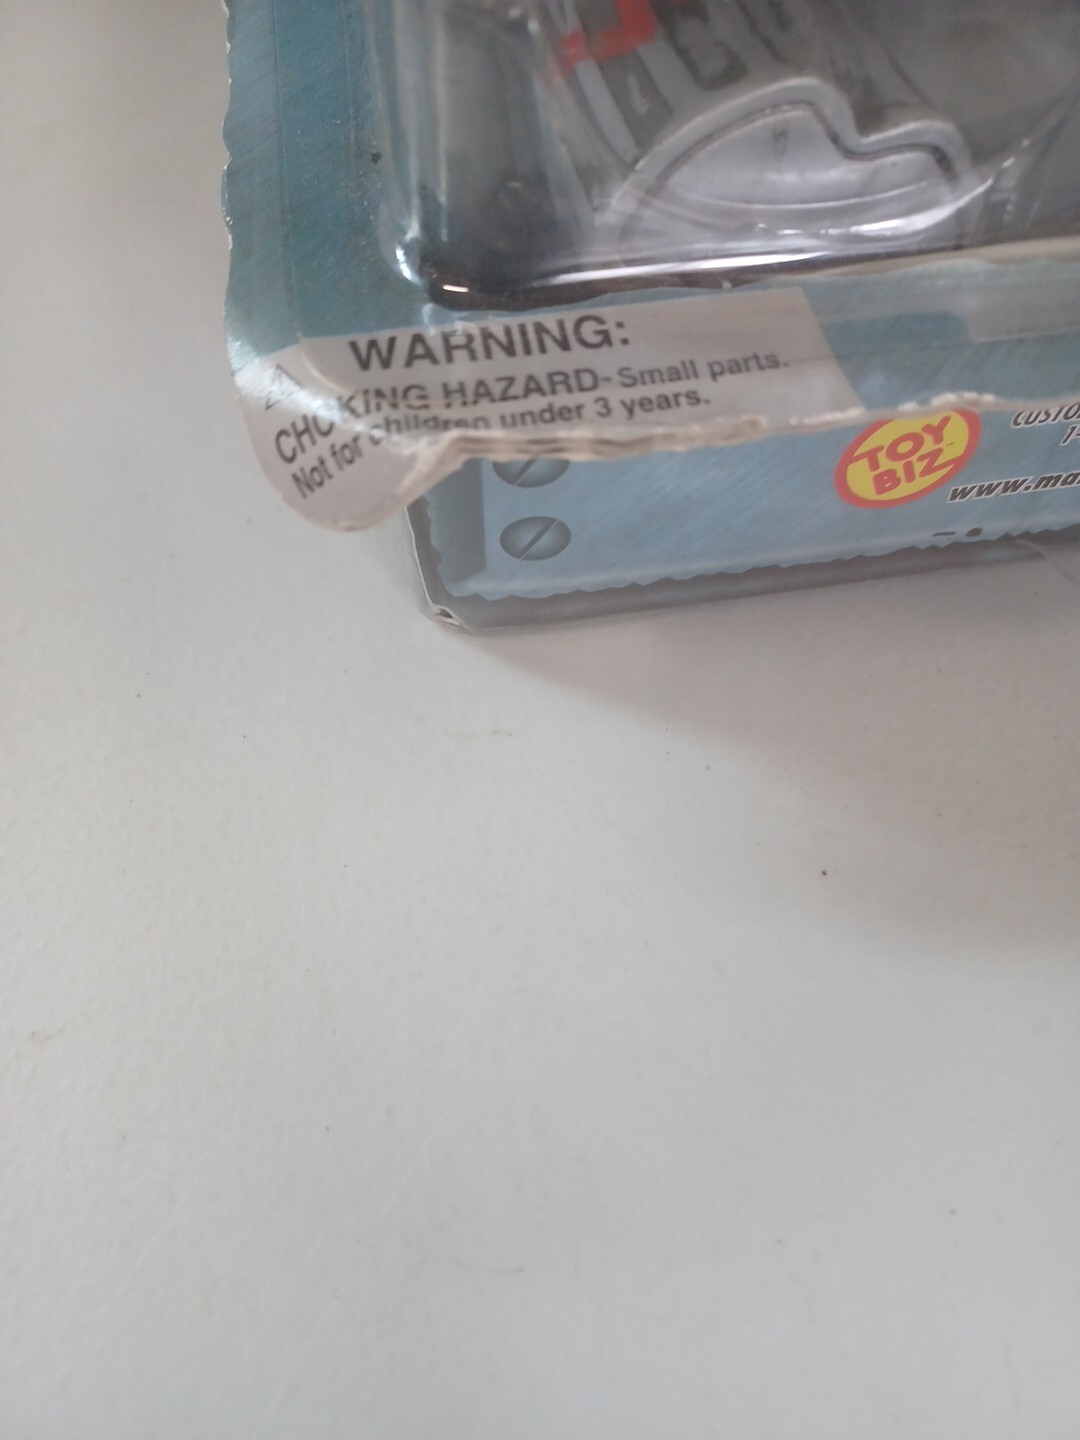 WARNING:
CHOKING HAZARD-Small parts.
Not for children under 3 years.
TOY
BIZ